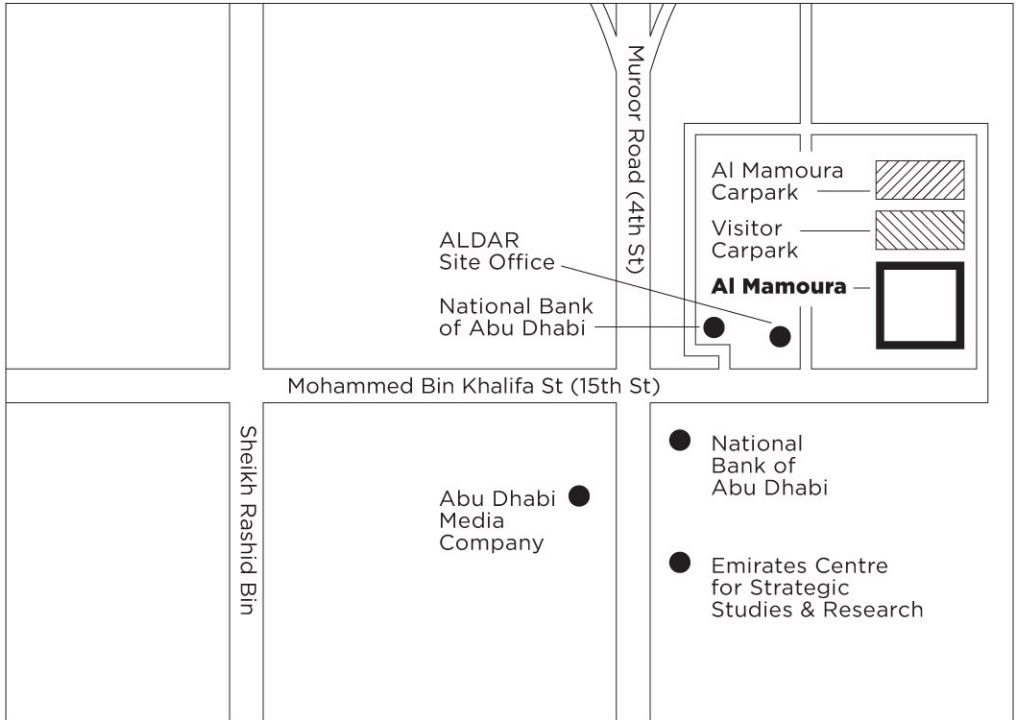 Muroor Road (4th St)
Al Mamoura
Carpark
Visitor
Carpark
Al Mamoura
ALDAR
Site Office
National Bank
of Abu Dhabi
Mohammed Bin Khalifa St (15th St)
Sheikh Rashid Bin
Abu Dhabi
Media
Company
National
Bank of
Abu Dhabi
Emirates Centre
for Strategic
Studies & Research